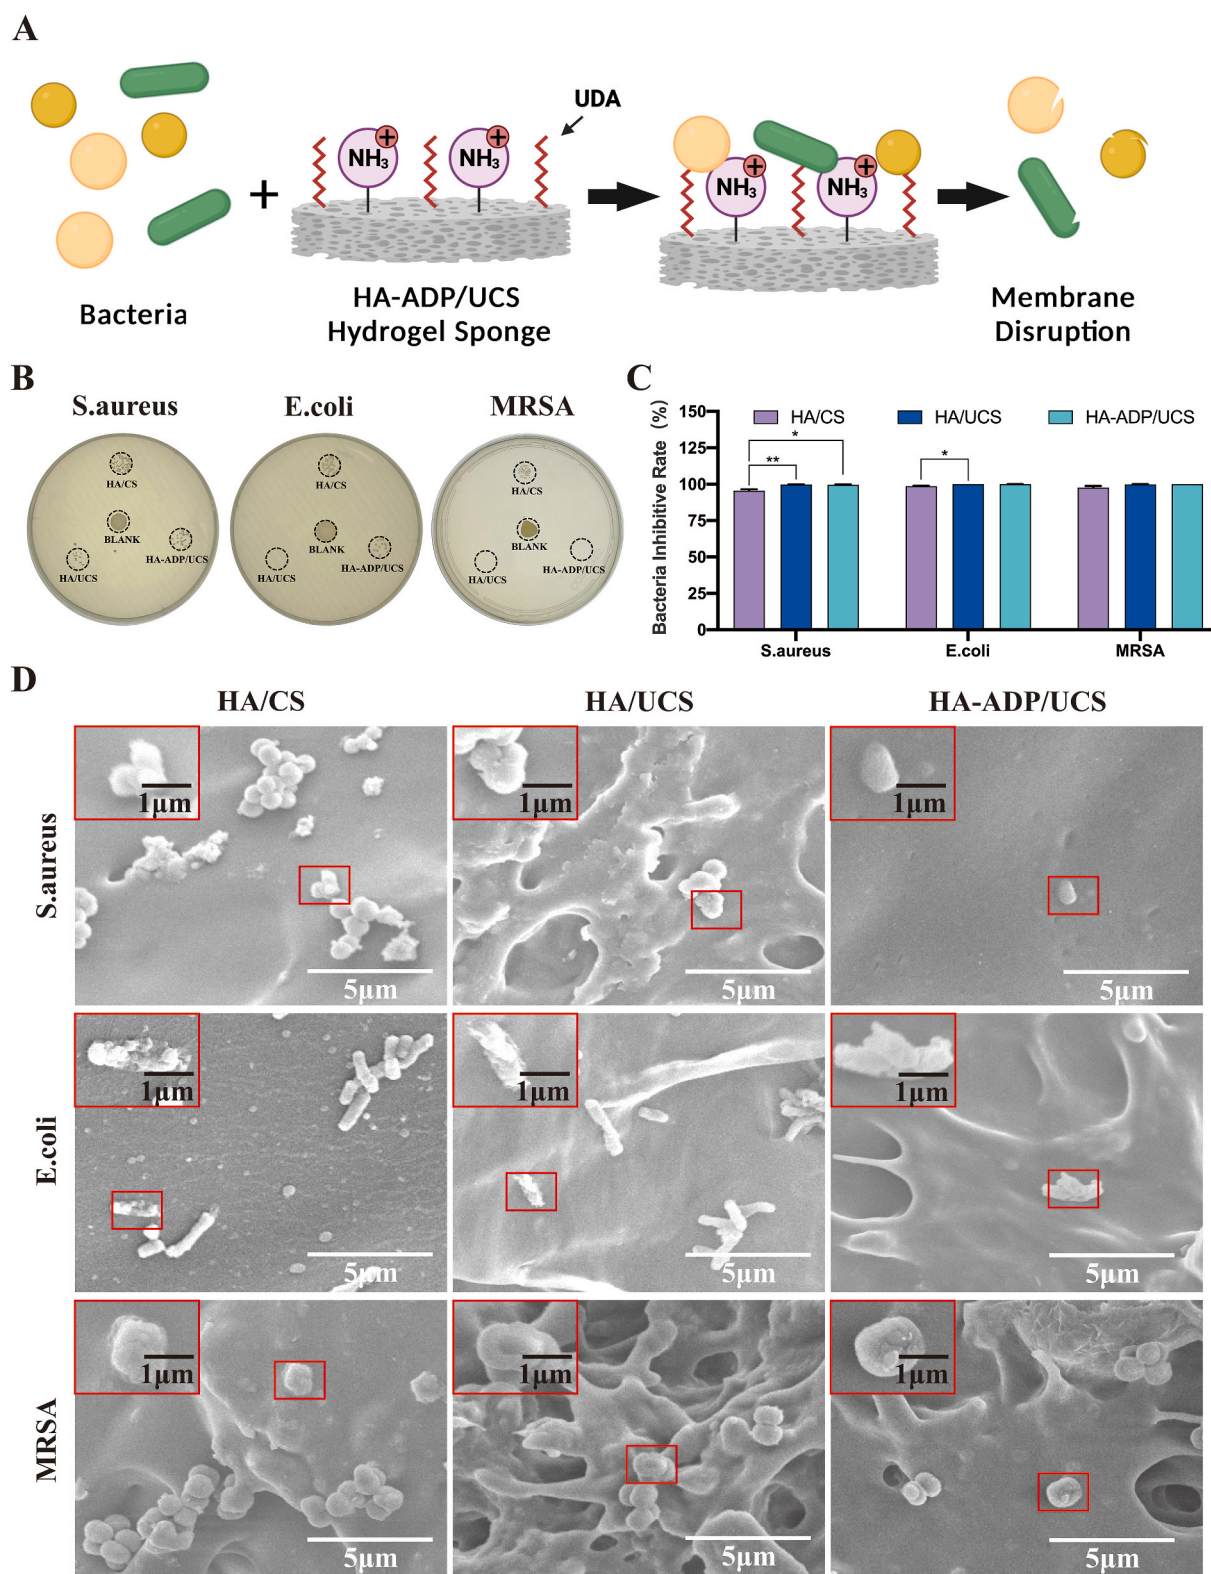 A
UDA
NH3
+
NH3
+
+
NH3
+
NH3
+
Bacteria
HA-ADP/UCS
Hydrogel Sponge
Membrane
Disruption
B
S.aureus
E.coli
MRSA
HA/CS
BLANK
HA/UCS
HA-ADP/UCS
HA/CS
BLANK
HA/UCS
HA-ADP/UCS
HA/CS
BLANK
HA/UCS
HA-ADP/UCS
C
Bacteria Inhibitive Rate (%)
150
125
100
75
50
25
0
HA/CS
HA/UCS
HA-ADP/UCS
*
**
*
S.aureus
E.coli
MRSA
D
HA/CS
HA/UCS
HA-ADP/UCS
S.aureus
1μm
5μm
1μm
5μm
1μm
5μm
E.coli
1μm
5μm
1μm
5μm
1μm
5μm
MRSA
1μm
5μm
1μm
5μm
1μm
5μm